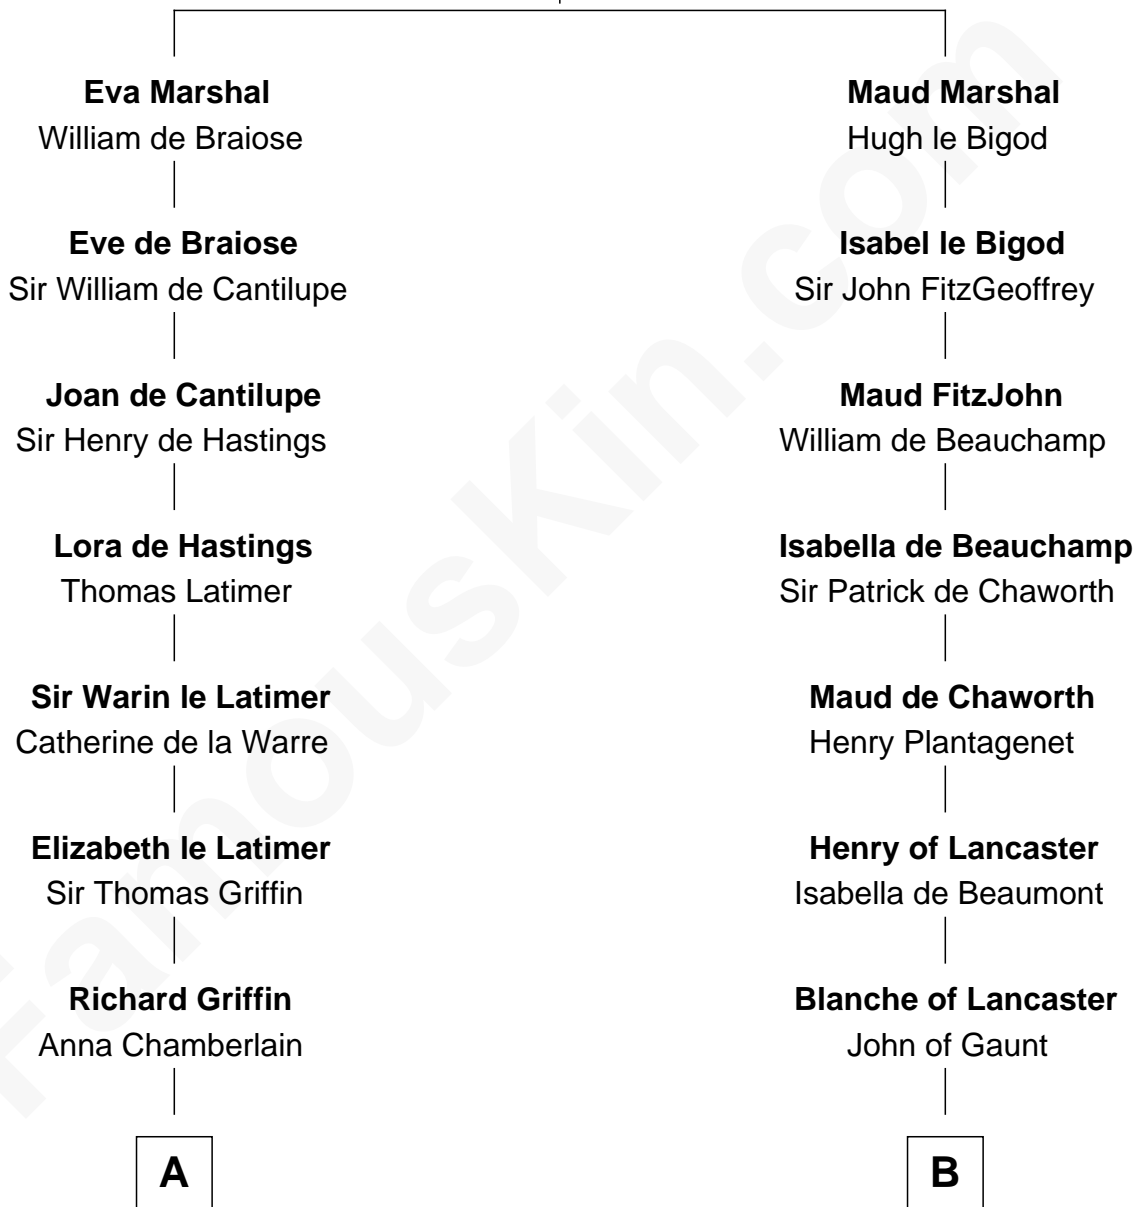 Eva Marshal
William de Braiose
Eve de Braiose
Sir William de Cantilupe
Joan de Cantilupe
Sir Henry de Hastings
Lora de Hastings
Thomas Latimer
Sir Warin le Latimer
Catherine de la Warre
Elizabeth le Latimer
Sir Thomas Griffin
Richard Griffin
Anna Chamberlain
A
Maud Marshal
Hugh le Bigod
Isabel le Bigod
Sir John FitzGeoffrey
Maud FitzJohn
William de Beauchamp
Isabella de Beauchamp
Sir Patrick de Chaworth
Maud de Chaworth
Henry Plantagenet
Henry of Lancaster
Isabella de Beaumont
Blanche of Lancaster
John of Gaunt
B
FamousKin.com